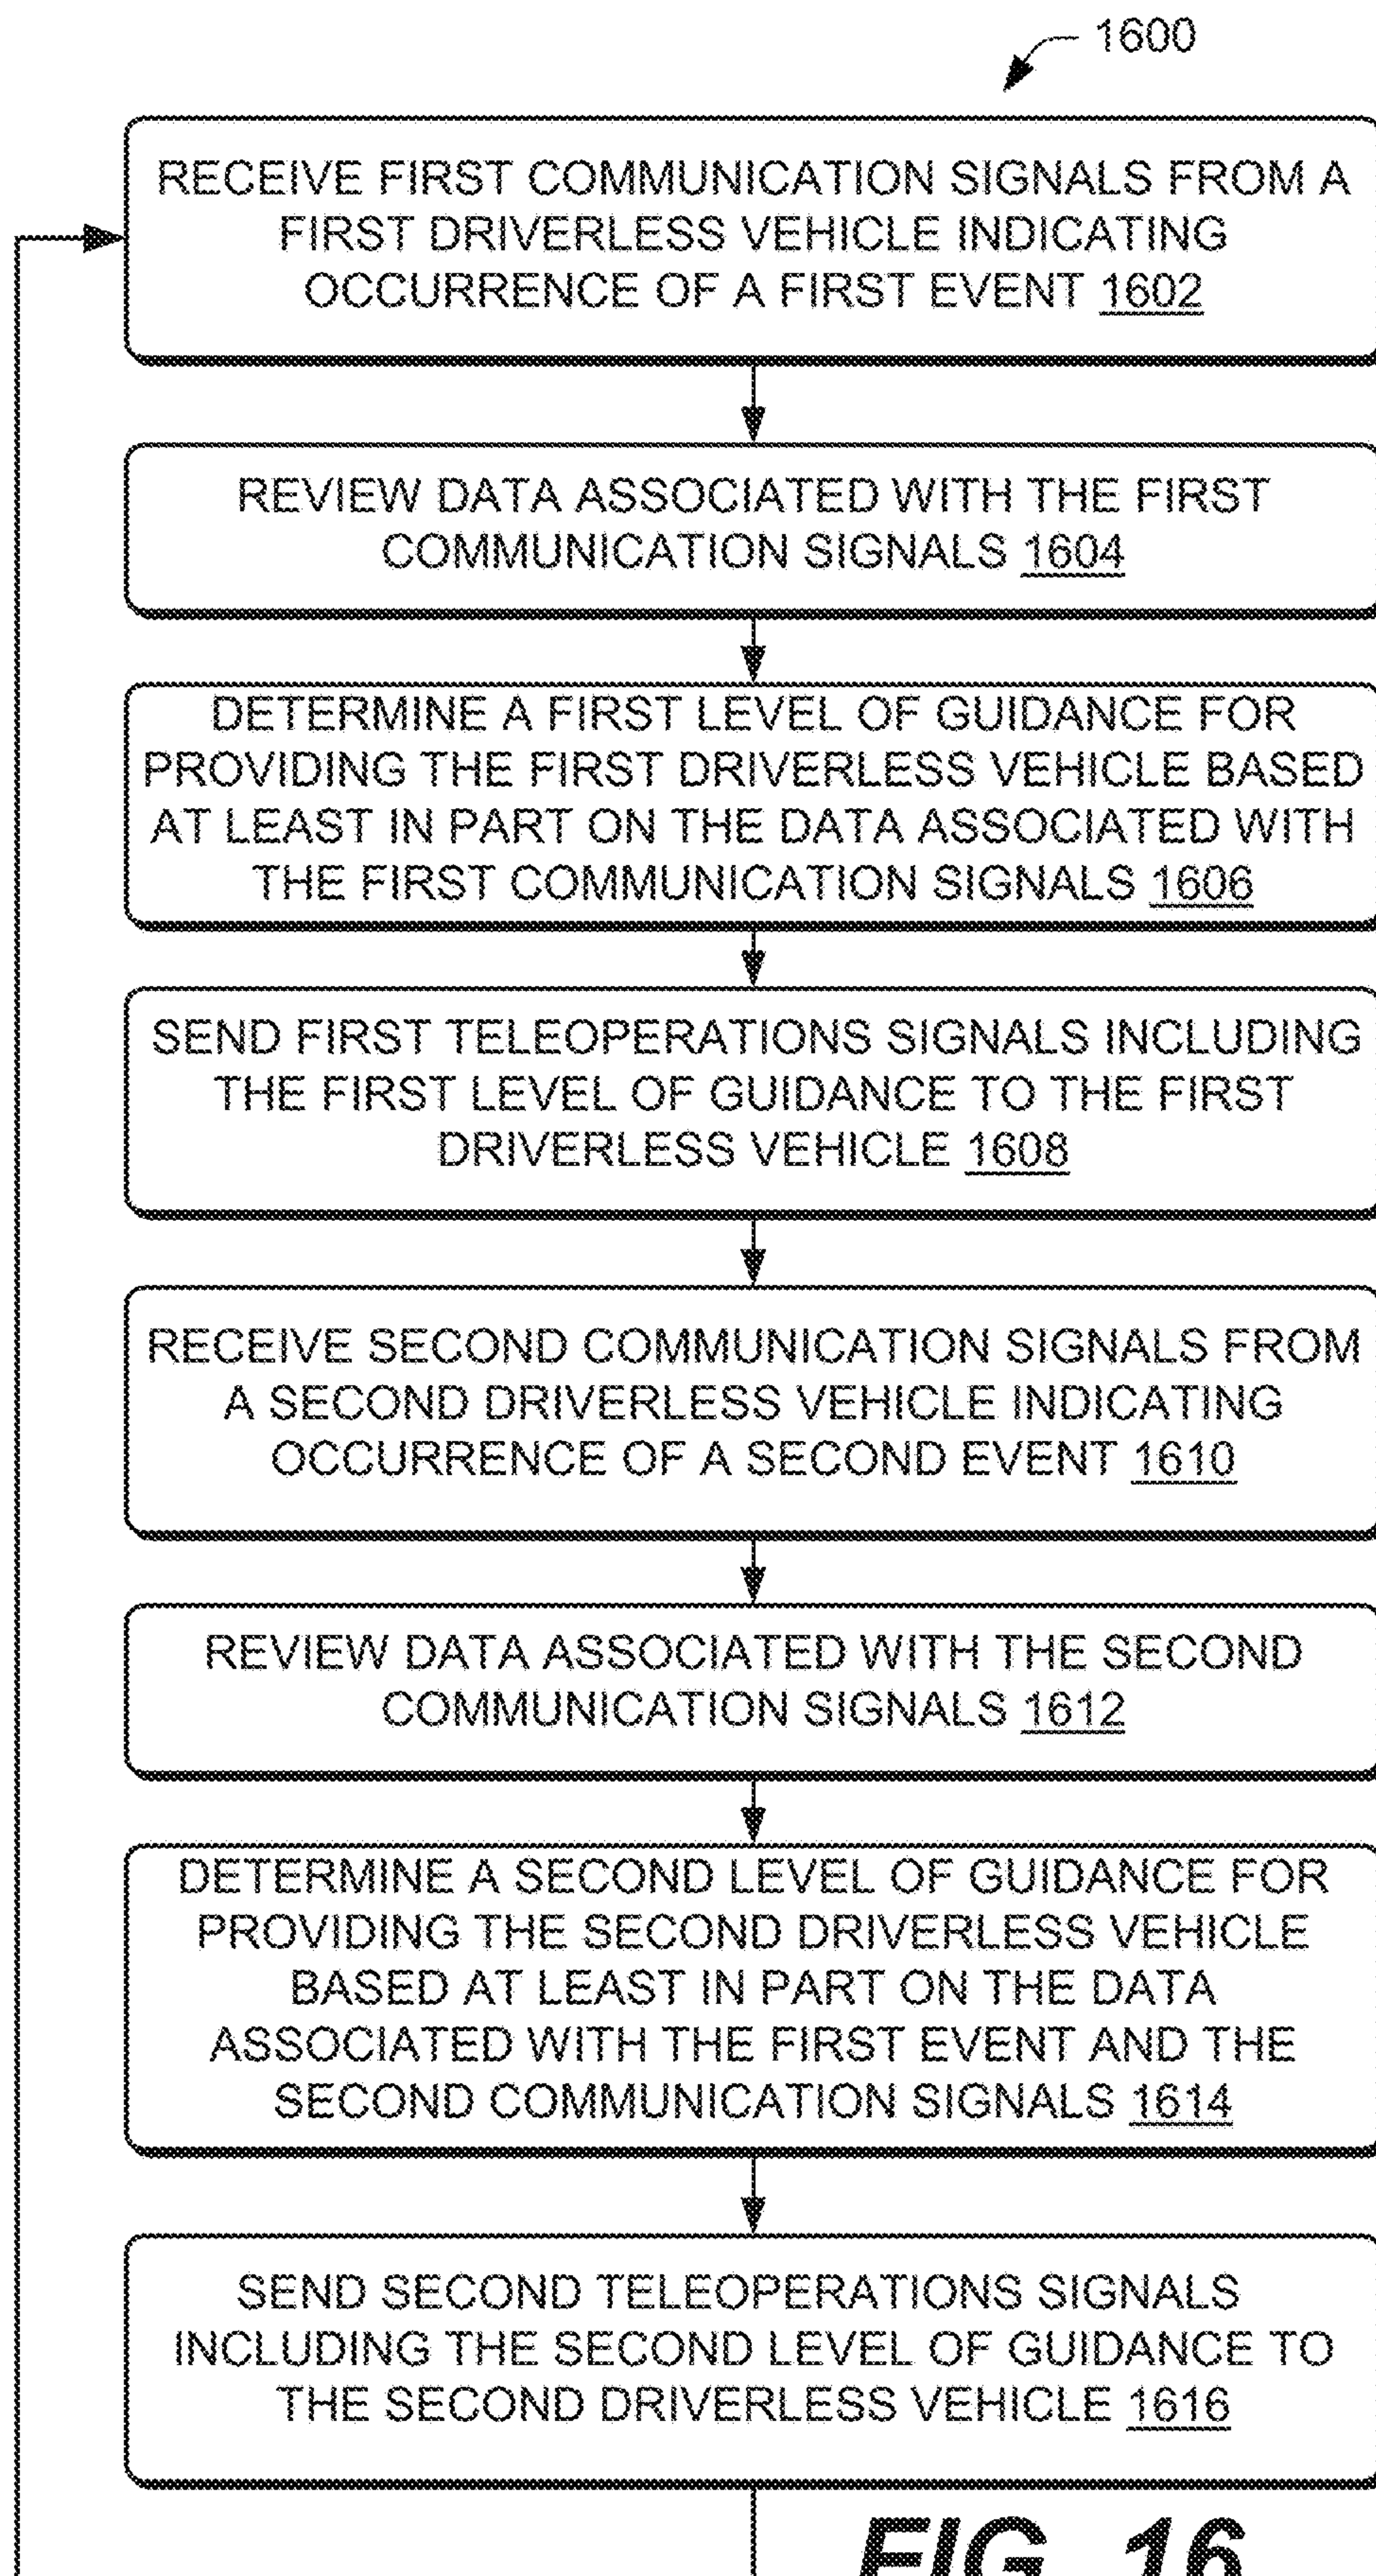 1600
RECEIVE FIRST COMMUNICATION SIGNALS FROM A
FIRST DRIVERLESS VEHICLE INDICATING
OCCURRENCE OF A FIRST EVENT 1602
REVIEW DATA ASSOCIATED WITH THE FIRST
COMMUNICATION SIGNALS 1604
DETERMINE A FIRST LEVEL OF GUIDANCE FOR
PROVIDING THE FIRST DRIVERLESS VEHICLE BASED
AT LEAST IN PART ON THE DATA ASSOCIATED WITH
THE FIRST COMMUNICATION SIGNALS 1606
SEND FIRST TELEOPERATIONS SIGNALS INCLUDING
THE FIRST LEVEL OF GUIDANCE TO THE FIRST
DRIVERLESS VEHICLE 1608
RECEIVE SECOND COMMUNICATION SIGNALS FROM
A SECOND DRIVERLESS VEHICLE INDICATING
OCCURRENCE OF A SECOND EVENT 1610
REVIEW DATA ASSOCIATED WITH THE SECOND
COMMUNICATION SIGNALS 1612
DETERMINE A SECOND LEVEL OF GUIDANCE FOR
PROVIDING THE SECOND DRIVERLESS VEHICLE
BASED AT LEAST IN PART ON THE DATA
ASSOCIATED WITH THE FIRST EVENT AND THE
SECOND COMMUNICATION SIGNALS 1614
SEND SECOND TELEOPERATIONS SIGNALS
INCLUDING THE SECOND LEVEL OF GUIDANCE TO
THE SECOND DRIVERLESS VEHICLE 1616
FIG. 16